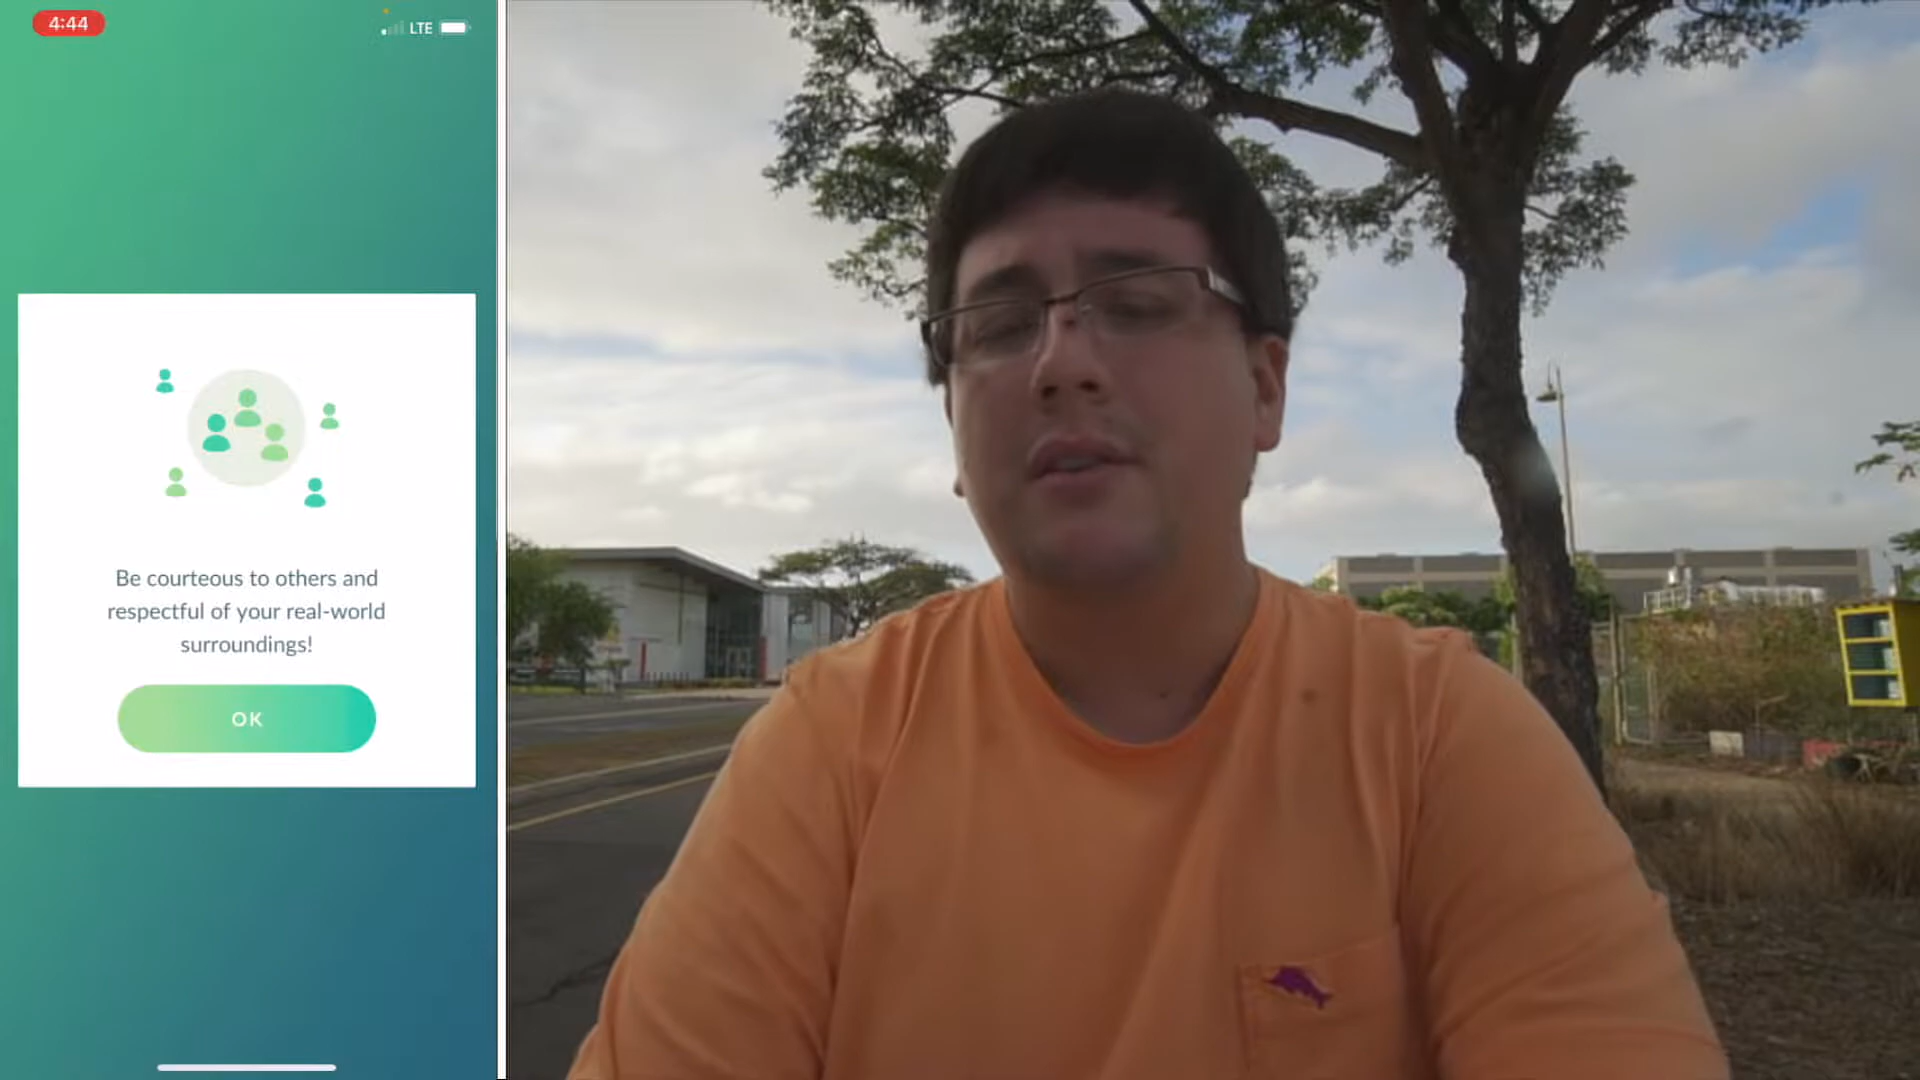 4:44
LTE
Be courteous to others and
respectful of your real-world
surroundings!
OK